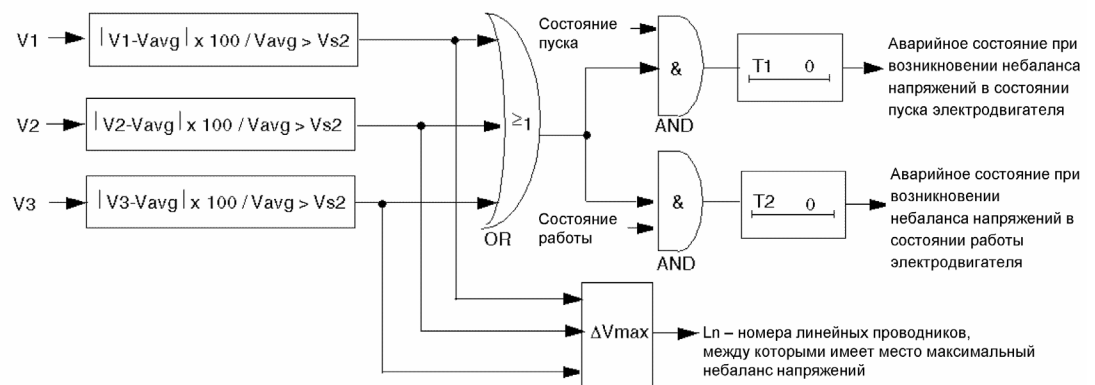 V1
|V1-Vavg| x 100 / Vavg > Vs2
V2
|V2-Vavg| x 100 / Vavg > Vs2
V3
|V3-Vavg| x 100 / Vavg > Vs2
≥1
OR
Состояние
пуска
&
AND
T1 0
Аварийное состояние при
возникновении небаланса
напряжений в состоянии
пуска электродвигателя
Состояние
работы
&
AND
T2 0
Аварийное состояние при
возникновении
небаланса напряжений в
состоянии работы
электродвигателя
ΔVmax
Ln – номера линейных проводников,
между которыми имеет место максимальный
небаланс напряжений